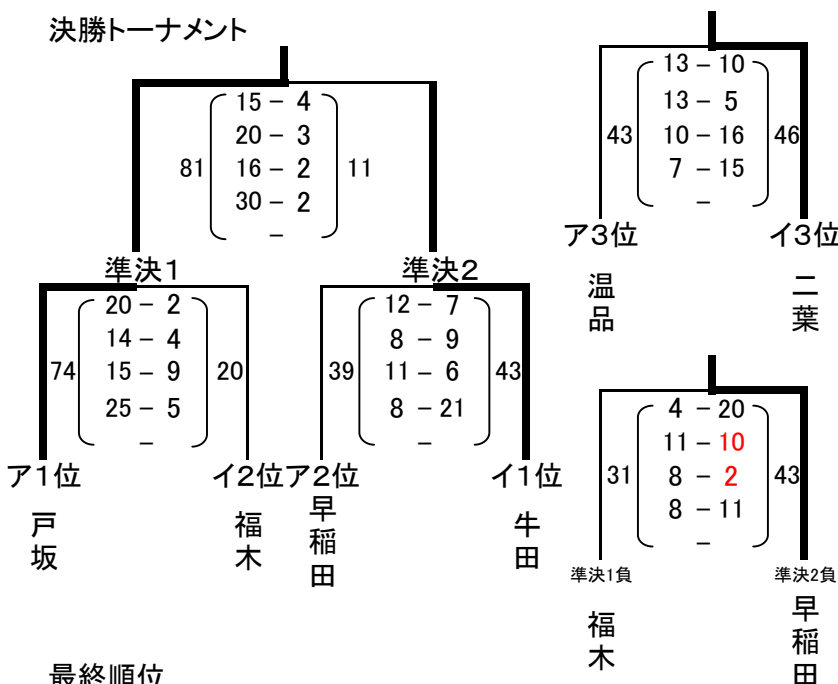 決勝トーナメント
15 – 4
20 – 3
81 16 – 2 11
30 – 2
–
準決1 準決2
20 – 2
14 – 4
74 15 – 9 20
25 – 5
–
12 – 7
8 – 9
39 11 – 6 43
8 – 21
–
ア1位 イ2位 ア2位 イ1位
戸坂
福木
早稲田
牛田
13 – 10
13 – 5
43 10 – 16 46
7 – 15
–
ア3位 イ3位
温品
二葉
4 – 20
11 – 10
31 8 – 2 43
8 – 11
–
準決1負 準決2負
福木
早稲田
最終順位